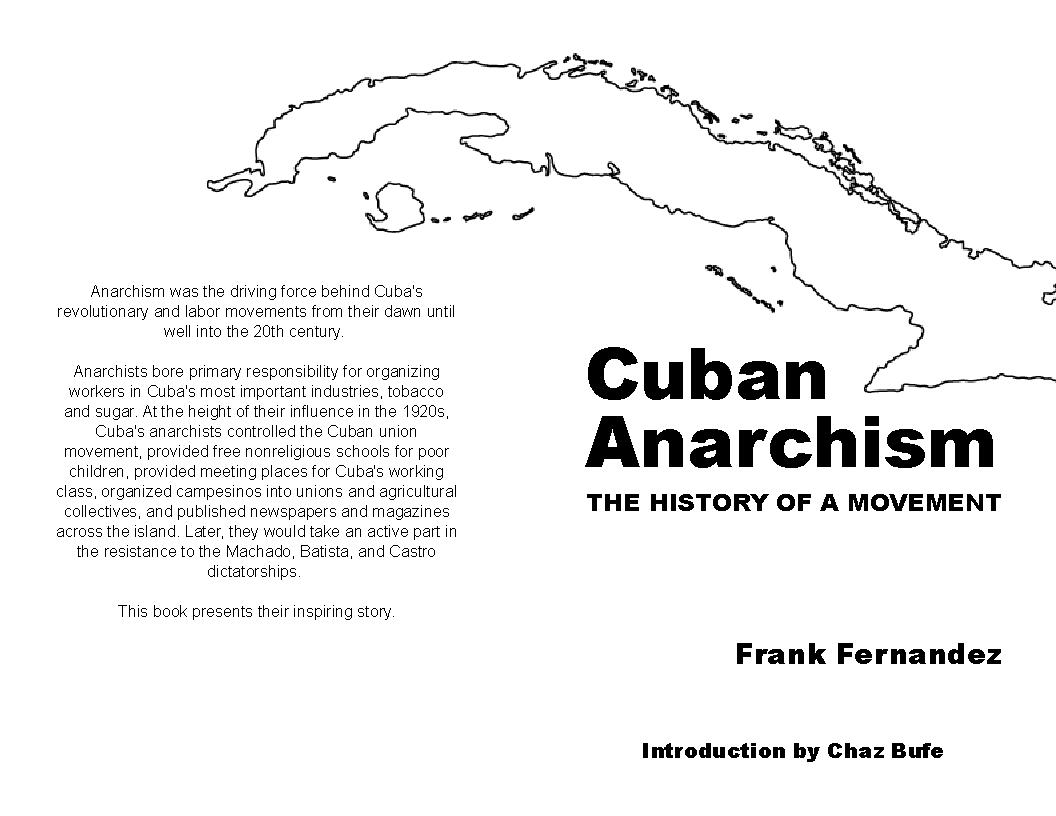 Anarchism was the driving force behind Cuba's
revolutionary and labor movements from their dawn until
well into the 20th century.
Anarchists bore primary responsibility for organizing
workers in Cuba's most important industries, tobacco
and sugar. At the height of their influence in the 1920s,
Cuba's anarchists controlled the Cuban union
movement, provided free nonreligious schools for poor
children, provided meeting places for Cuba's working
class, organized campesinos into unions and agricultural
collectives, and published newspapers and magazines
across the island. Later, they would take an active part in
the resistance to the Machado, Batista, and Castro
dictatorships.
This book presents their inspiring story.
Cuban
Anarchism
THE HISTORY OF A MOVEMENT
Frank Fernandez
Introduction by Chaz Bufe